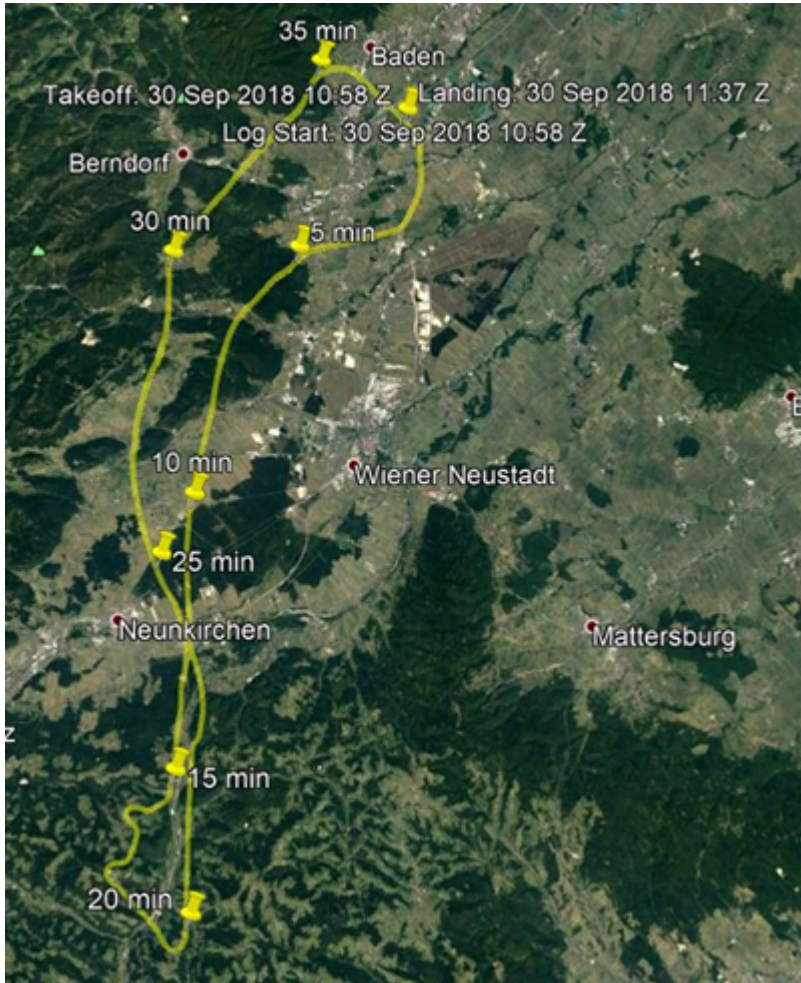 35 min
Baden
Takeoff: 30 Sep 2018 10:58 Z
Landing: 30 Sep 2018 11:37 Z
Log Start: 30 Sep 2018 10:58 Z
Berndorf
30 min
5 min
E
10 min
Wiener Neustadt
25 min
Neunkirchen
Mattersburg
z
15 min
20 min